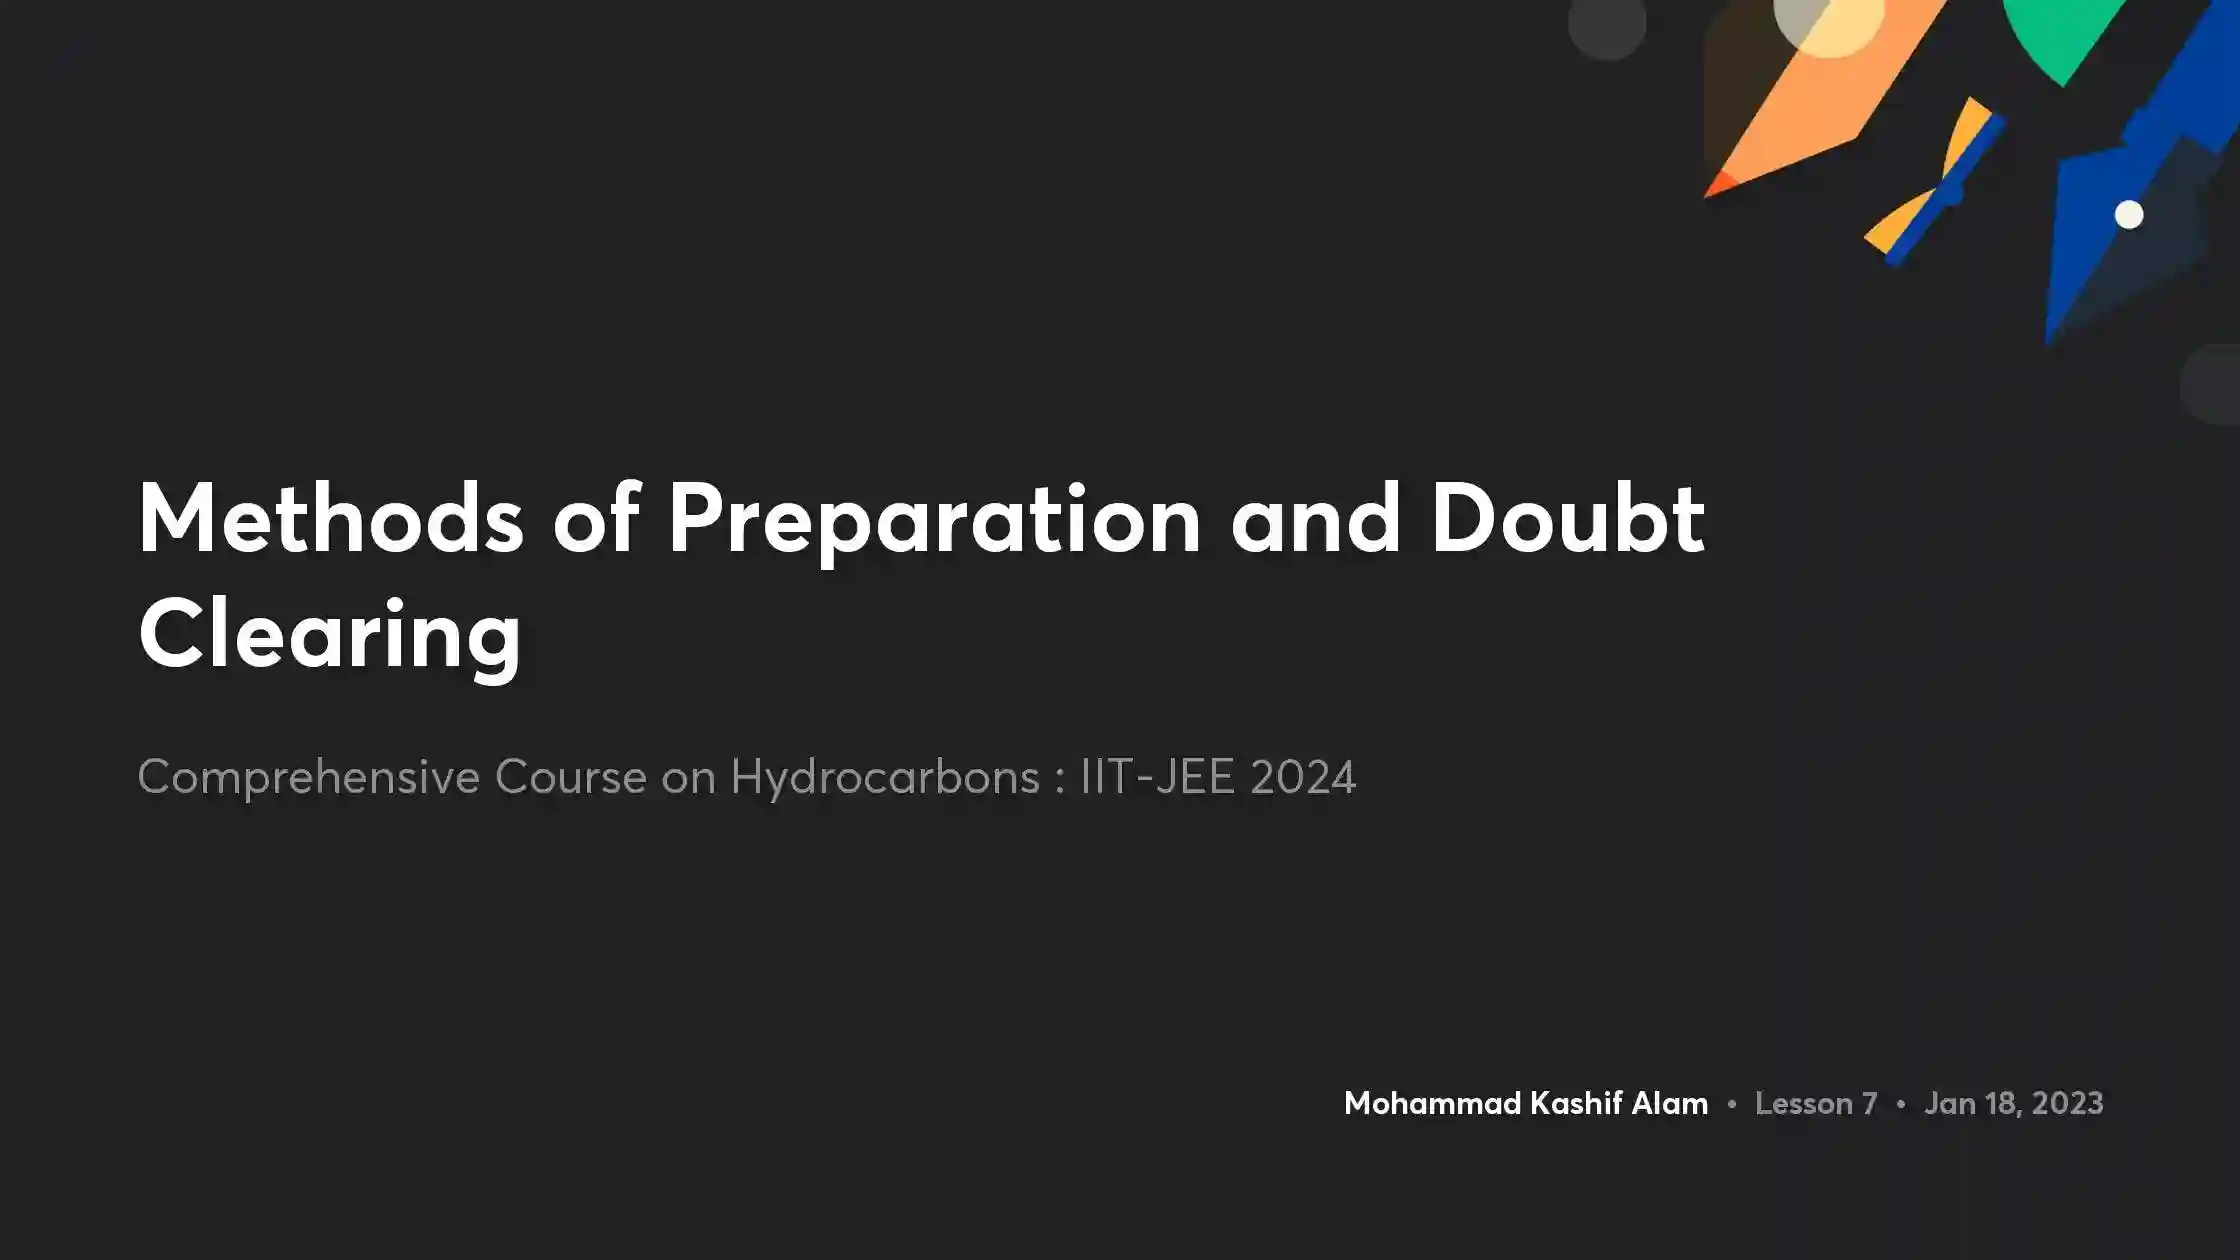 Methods of Preparation and Doubt
Clearing
Comprehensive Course on Hydrocarbons : IIT-JEE 2024
Mohammad Kashif Alam • Lesson 7 • Jan 18, 2023